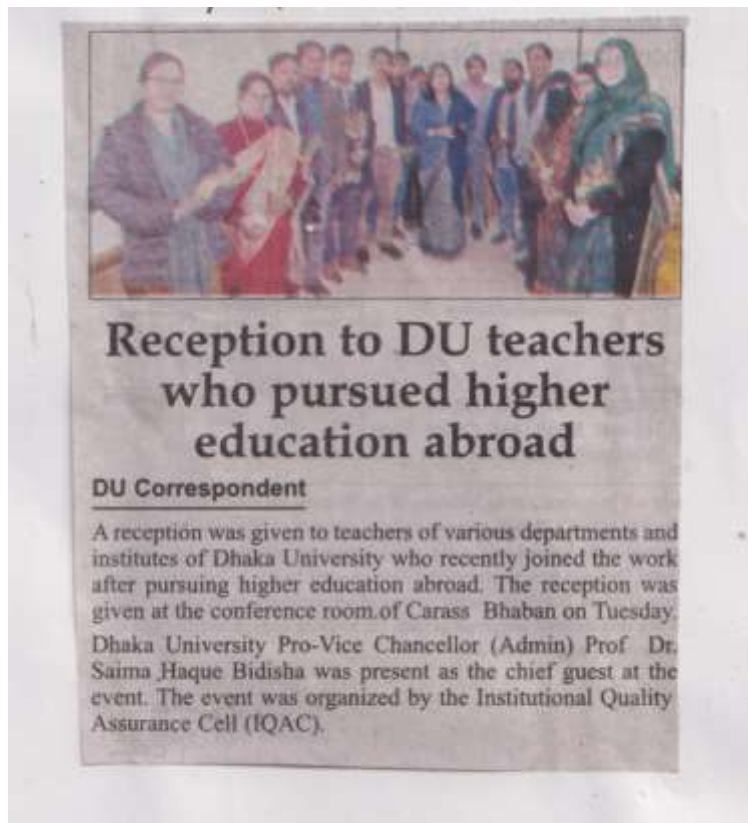 Reception to DU teachers
who pursued higher
education abroad
DU Correspondent
A reception was given to teachers of various departments and
institutes of Dhaka University who recently joined the work
after pursuing higher education abroad. The reception was
given at the conference room.of Carass Bhaban on Tuesday.
Dhaka University Pro-Vice Chancellor (Admin) Prof Dr.
Saima Haque Bidisha was present as the chief guest at the
event. The event was organized by the Institutional Quality
Assurance Cell (IQAC).